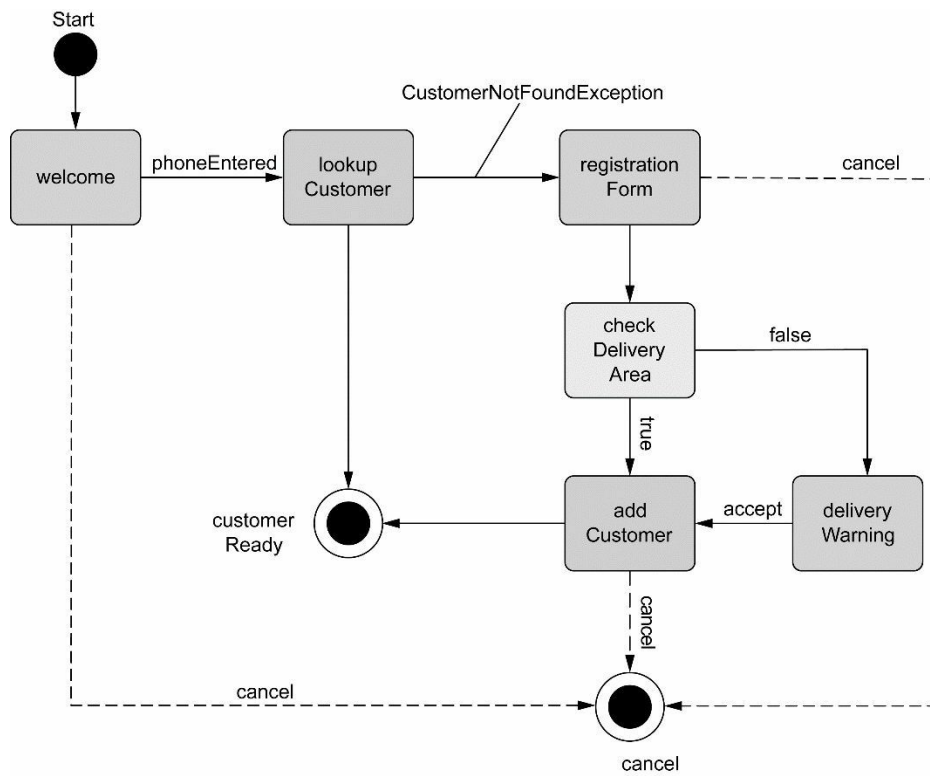 Start
CustomerNotFoundException
welcome
phoneEntered
lookup
Customer
registration
Form
cancel
check
Delivery
Area
false
true
customer
Ready
add
Customer
accept
delivery
Warning
cancel
cancel
cancel